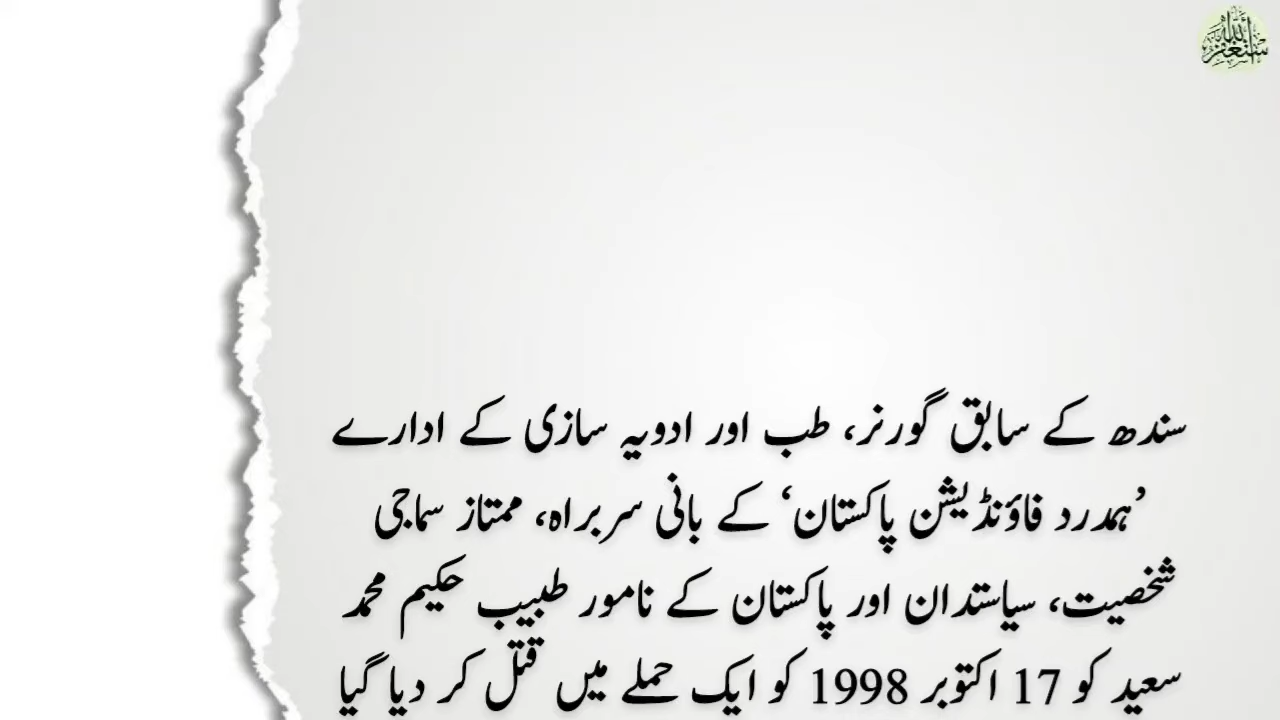 أستغفر الله
سندھ کے سابق گورنر، طب اور ادویہ سازی کے ادارے
’ہمدرد فاؤنڈیشن پاکستان‘ کے بانی سربراہ، ممتاز سماجی
شخصیت، سیاستدان اور پاکستان کے نامور طبیب حکیم محمد
سعید کو 17 اکتوبر 1998 کو ایک حملے میں قتل کر دیا گیا